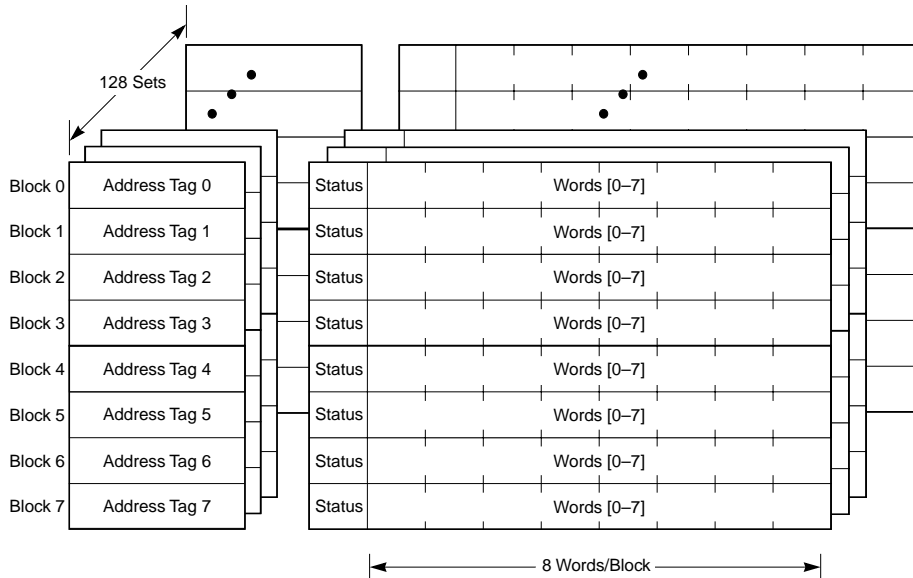 128 Sets
Block 0 Address Tag 0 Status Words [0–7]
Block 1 Address Tag 1 Status Words [0–7]
Block 2 Address Tag 2 Status Words [0–7]
Block 3 Address Tag 3 Status Words [0–7]
Block 4 Address Tag 4 Status Words [0–7]
Block 5 Address Tag 5 Status Words [0–7]
Block 6 Address Tag 6 Status Words [0–7]
Block 7 Address Tag 7 Status Words [0–7]
8 Words/Block